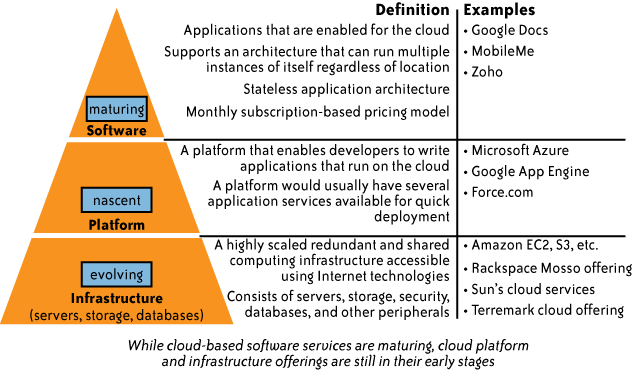 Definition
Examples
Applications that are enabled for the cloud
Supports an architecture that can run multiple
instances of itself regardless of location
Stateless application architecture
Monthly subscription-based pricing model
• Google Docs
• MobileMe
• Zoho
maturing
Software
A platform that enables developers to write
applications that run on the cloud
A platform would usually have several
application services available for quick
deployment
• Microsoft Azure
• Google App Engine
• Force.com
nascent
Platform
A highly scaled redundant and shared
computing infrastructure accessible
using Internet technologies
Consists of servers, storage, security,
databases, and other peripherals
• Amazon EC2, S3, etc.
• Rackspace Mosso offering
• Sun's cloud services
• Terremark cloud offering
evolving
Infrastructure
(servers, storage, databases)
While cloud-based software services are maturing, cloud platform
and infrastructure offerings are still in their early stages